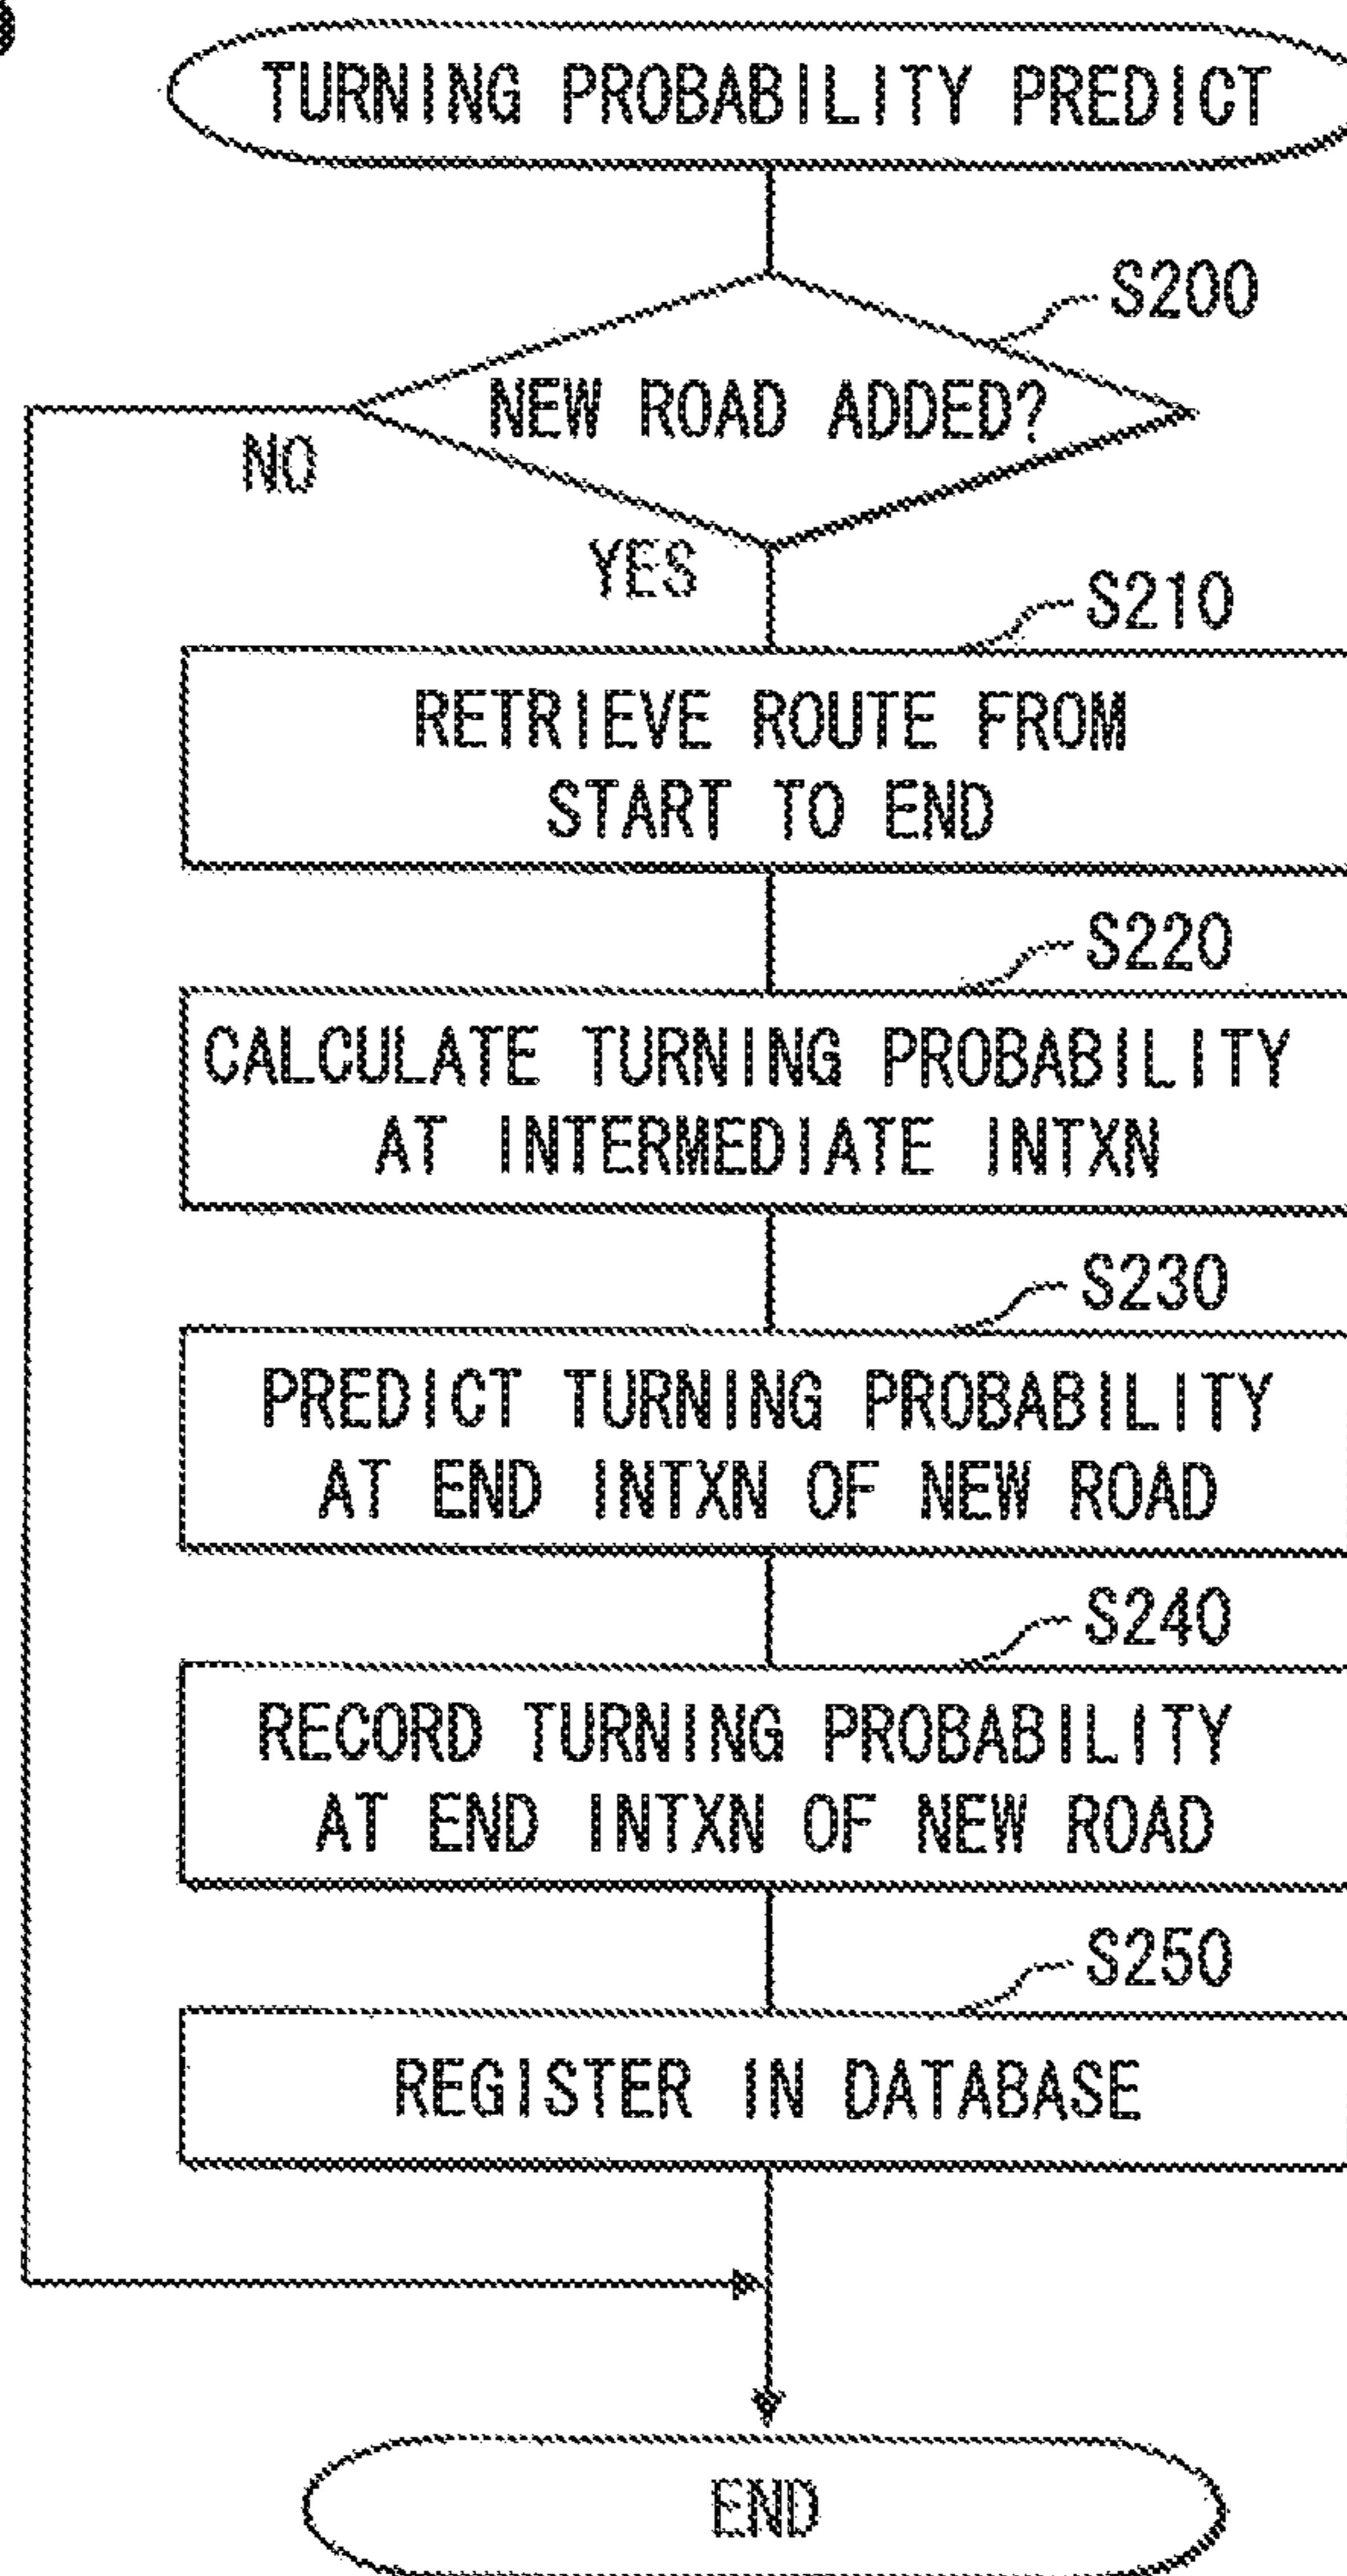 TURNING PROBABILITY PREDICT
S200
NEW ROAD ADDED?
NO
YES
S210
RETRIEVE ROUTE FROM
START TO END
S220
CALCULATE TURNING PROBABILITY
AT INTERMEDIATE INTXN
S230
PREDICT TURNING PROBABILITY
AT END INTXN OF NEW ROAD
S240
RECORD TURNING PROBABILITY
AT END INTXN OF NEW ROAD
S250
REGISTER IN DATABASE
END